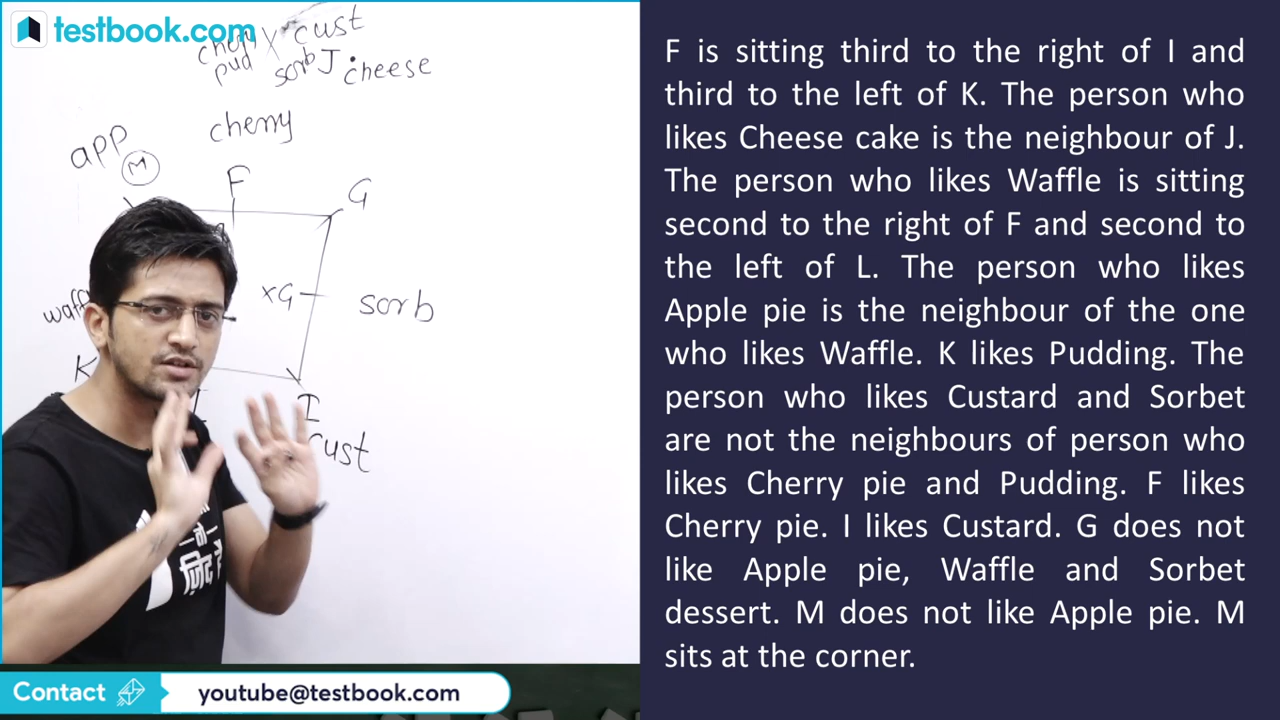 testbook.com
cust
pud sorb J cheese
cherry
app
M
F
G
xG
sorb
K
I
cust
F is sitting third to the right of I and
third to the left of K. The person who
likes Cheese cake is the neighbour of J.
The person who likes Waffle is sitting
second to the right of F and second to
the left of L. The person who likes
Apple pie is the neighbour of the one
who likes Waffle. K likes Pudding. The
person who likes Custard and Sorbet
are not the neighbours of person who
likes Cherry pie and Pudding. F likes
Cherry pie. I likes Custard. G does not
like Apple pie, Waffle and Sorbet
dessert. M does not like Apple pie. M
sits at the corner.
Contact youtube@testbook.com